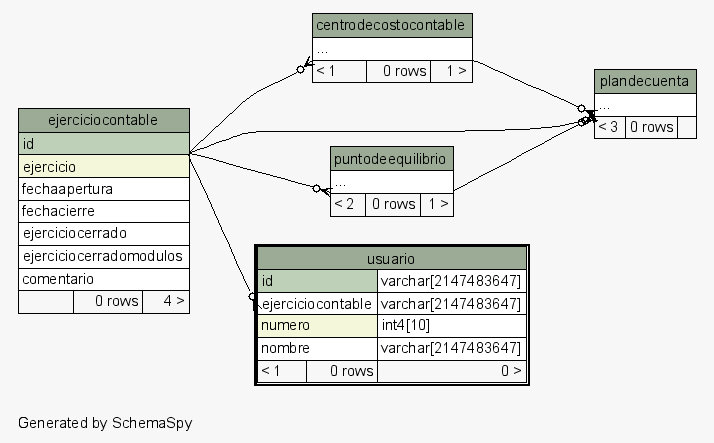 centrodecostocontable
...
< 1 0 rows 1 >
plandecuenta
...
< 3 0 rows
ejerciciocontable
id
ejercicio
fechaapertura
fechacierre
ejerciciocerrado
ejerciciocerradomodulos
comentario
0 rows 4 >
puntodeequilibrio
...
< 2 0 rows 1 >
usuario
id varchar[2147483647]
ejerciciocontable varchar[2147483647]
numero int4[10]
nombre varchar[2147483647]
< 1 0 rows 0 >
Generated by SchemaSpy